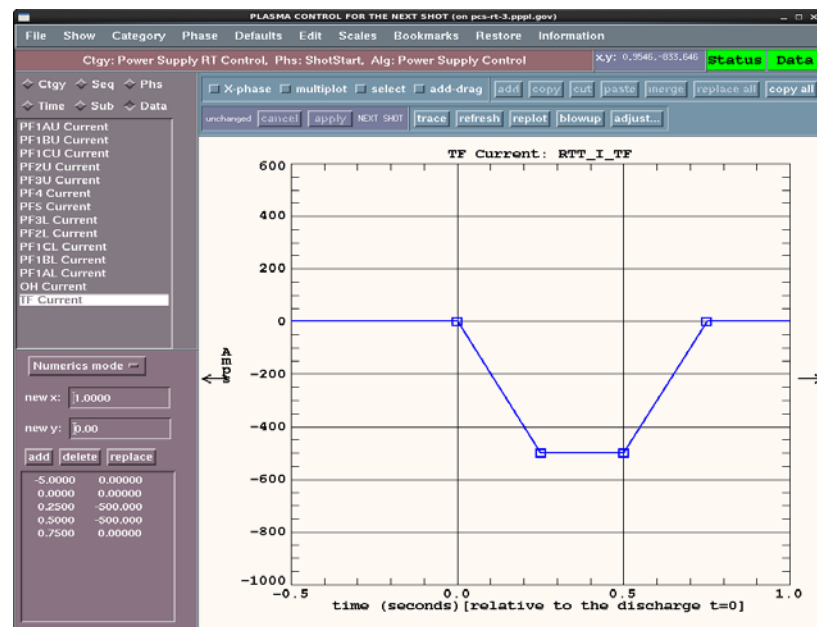 PLASMA CONTROL FOR THE NEXT SHOT (on pcs-rt-3.pppl.gov)
File Show Category Phase Defaults Edit Scales Bookmarks Restore Information
Ctgy: Power Supply RT Control, Phs: ShotStart, Alg: Power Supply Control
x,y: 0.9546,-833.646
Status Data
Ctgy Seq Phs
Time Sub Data
X-phase multiplot select add-drag add copy cut paste merge replace all copy all
unchanged cancel apply NEXT SHOT trace refresh replot blowup adjust...
PF1AU Current
PF1BU Current
PF1CU Current
PF2U Current
PF3U Current
PF4 Current
PF5 Current
PF3L Current
PF2L Current
PF1CL Current
PF1BL Current
PF1AL Current
OH Current
TF Current
Numerics mode
new x: 1.0000
new y: 0.00
add delete replace
-5.0000 0.00000
0.0000 0.00000
0.2500 -500.000
0.5000 -500.000
0.7500 0.00000
TF Current: RTT_I_TF
600
400
200
0
-200
-400
-600
-800
-1000
Amps
-0.5 0.0 0.5 1.0
time (seconds)[relative to the discharge t=0]